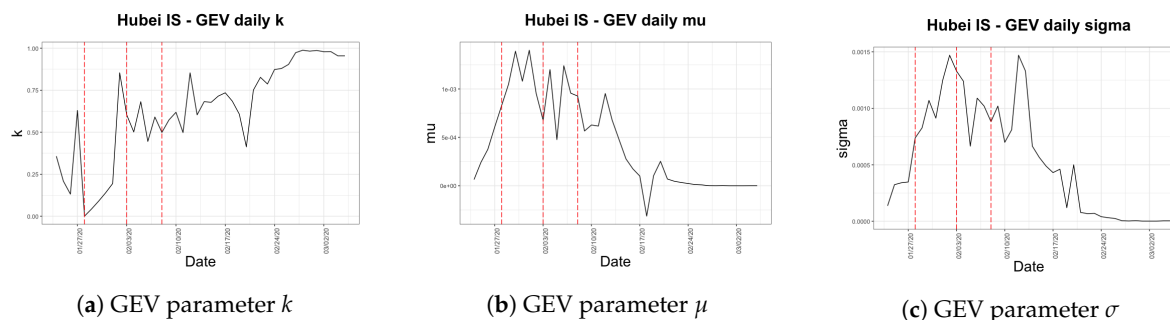 Hubei IS - GEV daily k
k
1.00
0.75
0.50
0.25
0.00
01/27/20
02/03/20
02/10/20
02/17/20
02/24/20
03/02/20
Date
(a) GEV parameter k
Hubei IS - GEV daily mu
mu
1e-03
5e-04
0e+00
01/27/20
02/03/20
02/10/20
02/17/20
02/24/20
03/02/20
Date
(b) GEV parameter μ
Hubei IS - GEV daily sigma
sigma
0.0015
0.0010
0.0005
0.0000
01/27/20
02/03/20
02/10/20
02/17/20
02/24/20
03/02/20
Date
(c) GEV parameter σ